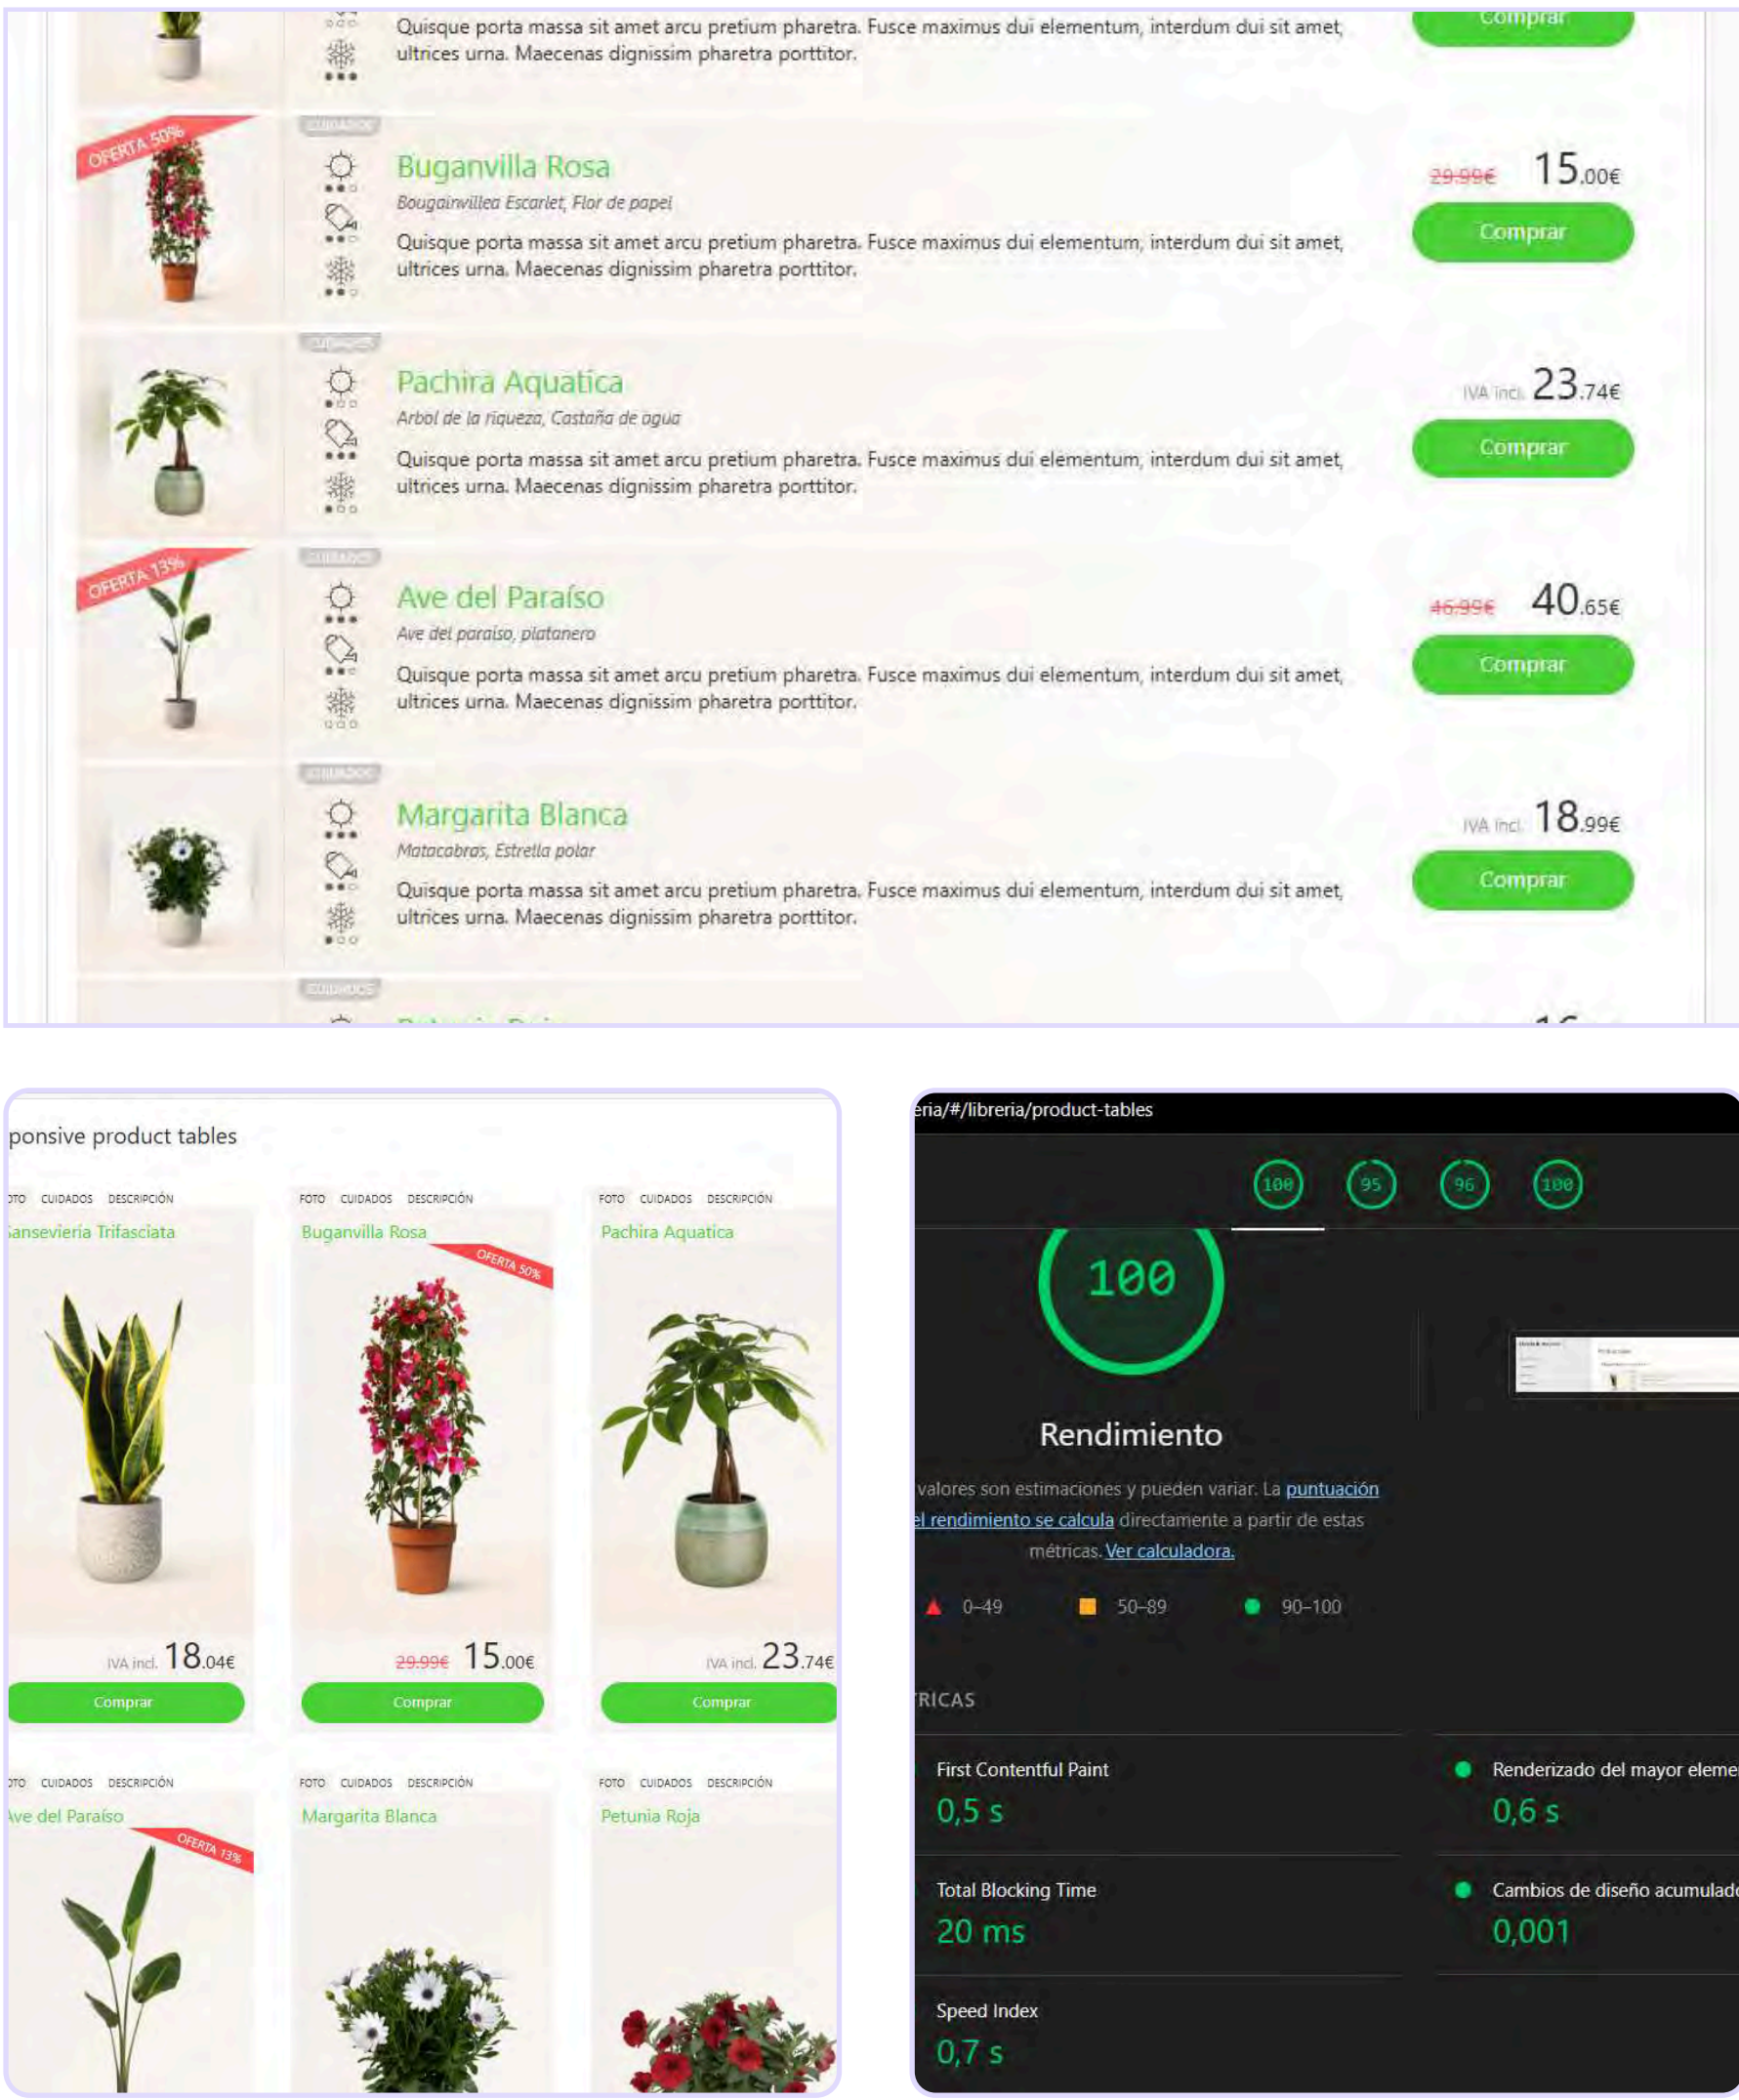 Quisque porta massa sit amet arcu pretium pharetra. Fusce maximus dui elementum, interdum dui sit amet,
ultrices urna. Maecenas dignissim pharetra porttitor.
Comprar
OFERTA 50%
CUIDADOS
Buganvilla Rosa
Bougainvillea Escarlet, Flor de papel
Quisque porta massa sit amet arcu pretium pharetra. Fusce maximus dui elementum, interdum dui sit amet,
ultrices urna. Maecenas dignissim pharetra porttitor.
29.99€ 15.00€
Comprar
CUIDADOS
Pachira Aquatica
Arbol de la riqueza, Castaña de agua
Quisque porta massa sit amet arcu pretium pharetra. Fusce maximus dui elementum, interdum dui sit amet,
ultrices urna. Maecenas dignissim pharetra porttitor.
IVA incl. 23.74€
Comprar
OFERTA 13%
CUIDADOS
Ave del Paraíso
Ave del paraíso, platanero
Quisque porta massa sit amet arcu pretium pharetra. Fusce maximus dui elementum, interdum dui sit amet,
ultrices urna. Maecenas dignissim pharetra porttitor.
46.99€ 40.65€
Comprar
CUIDADOS
Margarita Blanca
Matacabras, Estrella polar
Quisque porta massa sit amet arcu pretium pharetra. Fusce maximus dui elementum, interdum dui sit amet,
ultrices urna. Maecenas dignissim pharetra porttitor.
IVA incl. 18.99€
Comprar
CUIDADOS
ponsive product tables
OTO CUIDADOS DESCRIPCIÓN
Sansevieria Trifasciata
IVA incl. 18.04€
Comprar
FOTO CUIDADOS DESCRIPCIÓN
Buganvilla Rosa
OFERTA 50%
29.99€ 15.00€
Comprar
FOTO CUIDADOS DESCRIPCIÓN
Pachira Aquatica
IVA incl. 23.74€
Comprar
OTO CUIDADOS DESCRIPCIÓN
Ave del Paraíso
OFERTA 13%
FOTO CUIDADOS DESCRIPCIÓN
Margarita Blanca
FOTO CUIDADOS DESCRIPCIÓN
Petunia Roja
eria/#/libreria/product-tables
100 95 96 100
100
Rendimiento
valores son estimaciones y pueden variar. La puntuación
el rendimiento se calcula directamente a partir de estas
métricas. Ver calculadora.
0–49 50–89 90–100
TRICAS
First Contentful Paint
0,5 s
Renderizado del mayor eleme
0,6 s
Total Blocking Time
20 ms
Cambios de diseño acumulado
0,001
Speed Index
0,7 s